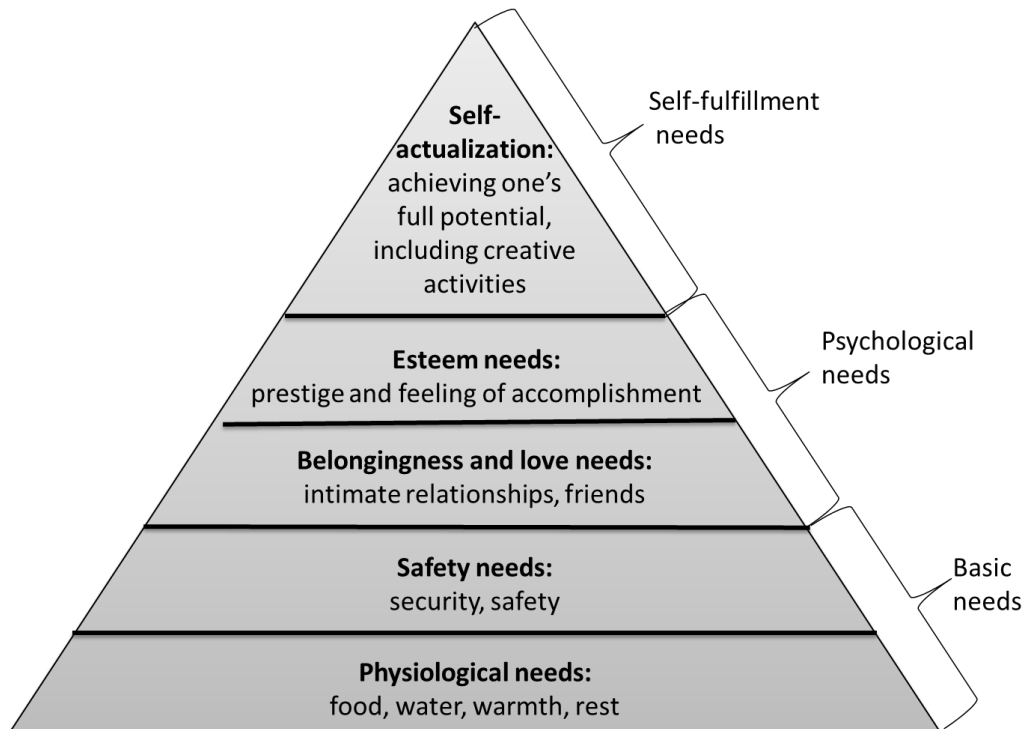 Self-
actualization:
achieving one’s
full potential,
including creative
activities
Self-fulfillment
needs
Esteem needs:
prestige and feeling of accomplishment
Belongingness and love needs:
intimate relationships, friends
Psychological
needs
Safety needs:
security, safety
Physiological needs:
food, water, warmth, rest
Basic
needs